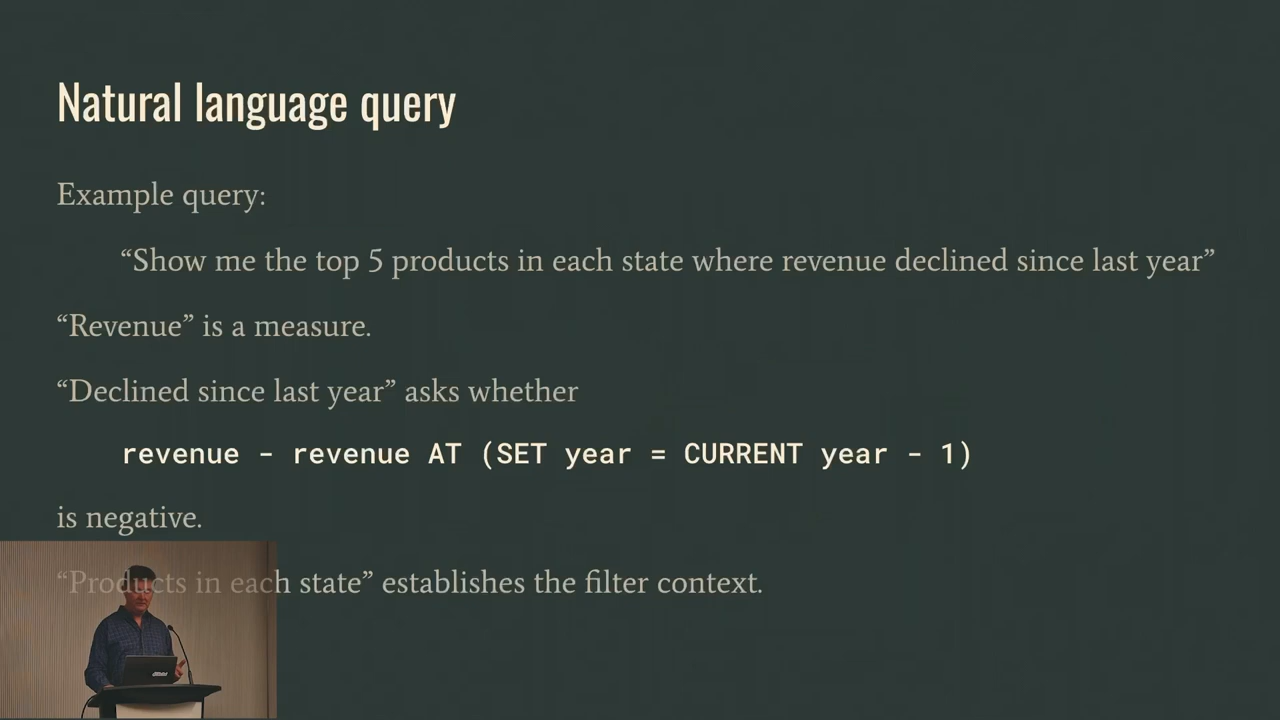 Natural language query
Example query:
“Show me the top 5 products in each state where revenue declined since last year”
“Revenue” is a measure.
“Declined since last year” asks whether
revenue - revenue AT (SET year = CURRENT year - 1)
is negative.
“Products in each state” establishes the filter context.